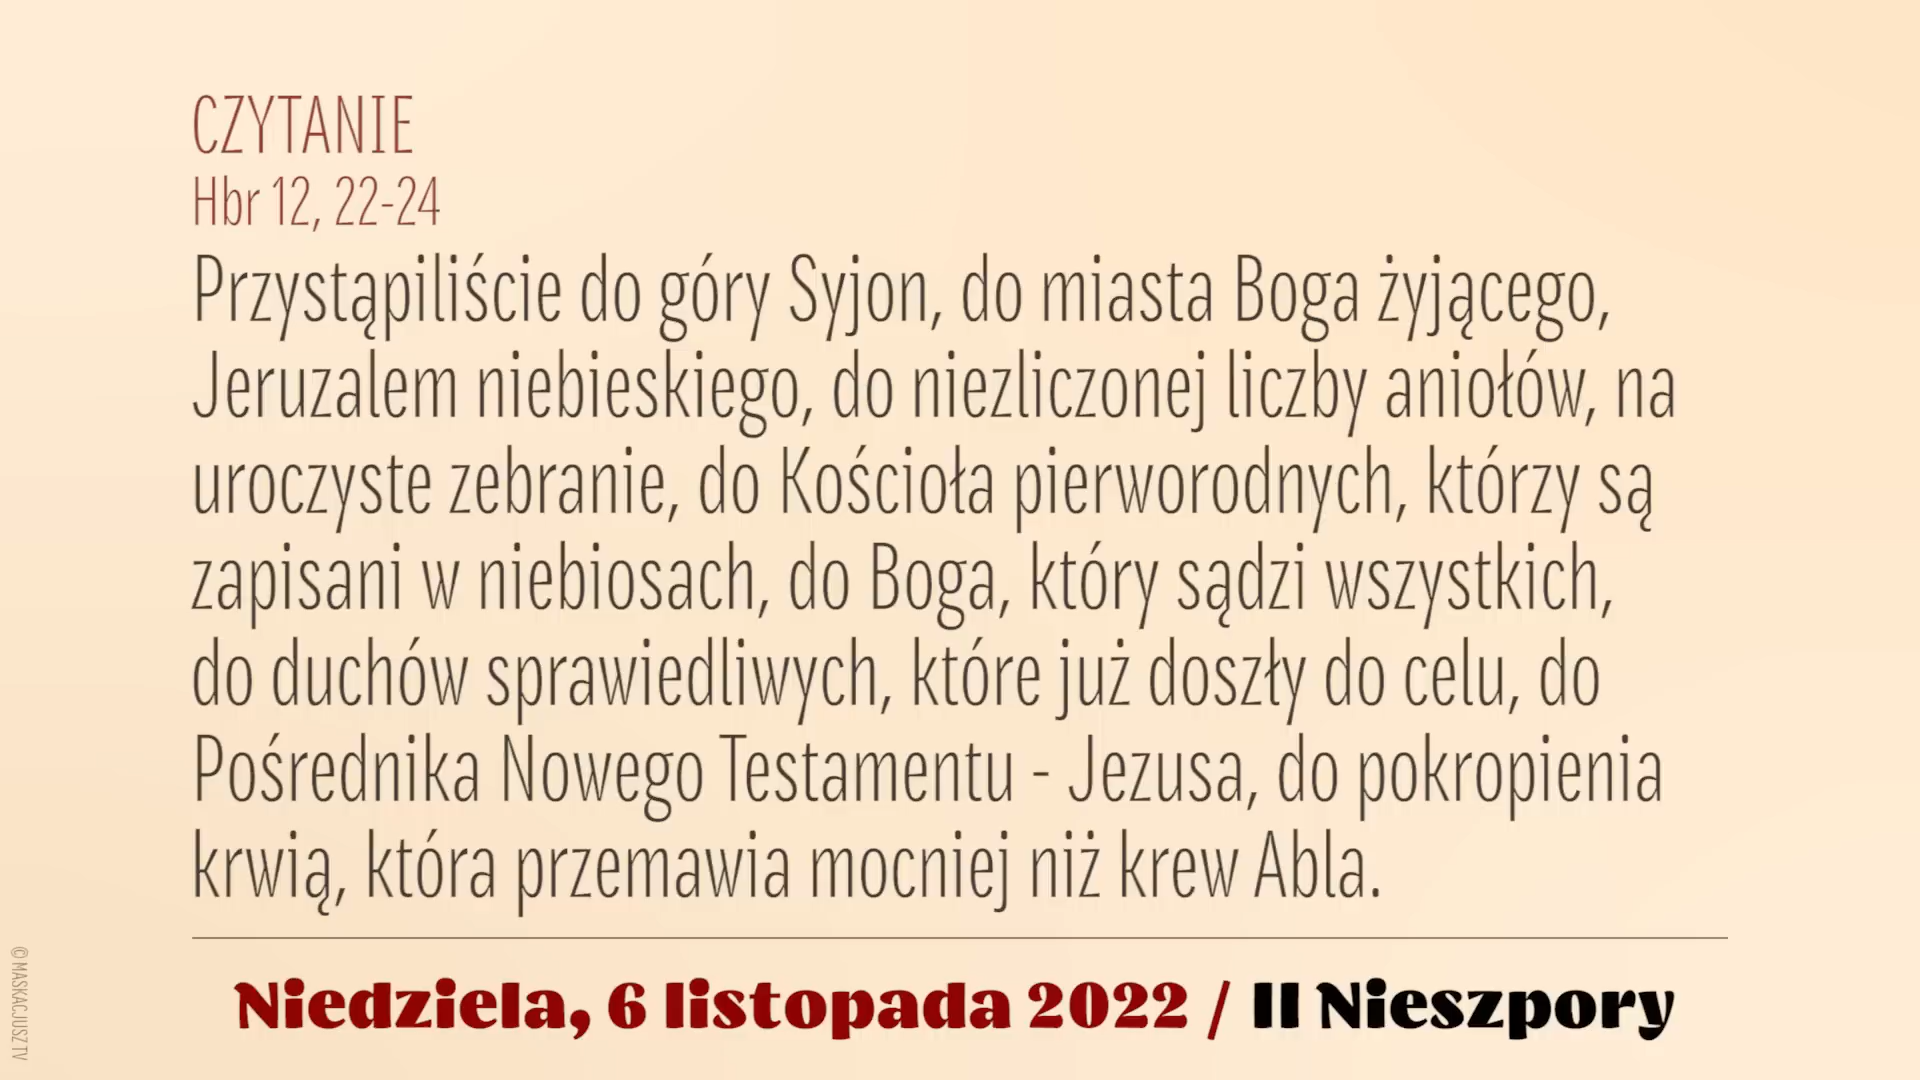 CZYTANIE
Hbr 12, 22-24
Przystąpiliście do góry Syjon, do miasta Boga żyjącego,
Jeruzalem niebieskiego, do niezliczonej liczby aniołów, na
uroczyste zebranie, do Kościoła pierworodnych, którzy są
zapisani w niebiosach, do Boga, który sądzi wszystkich,
do duchów sprawiedliwych, które już doszły do celu, do
Pośrednika Nowego Testamentu - Jezusa, do pokropienia
krwią, która przemawia mocniej niż krew Abla.
Niedziela, 6 listopada 2022 / II Nieszpory
© MASKACJUSZ TV